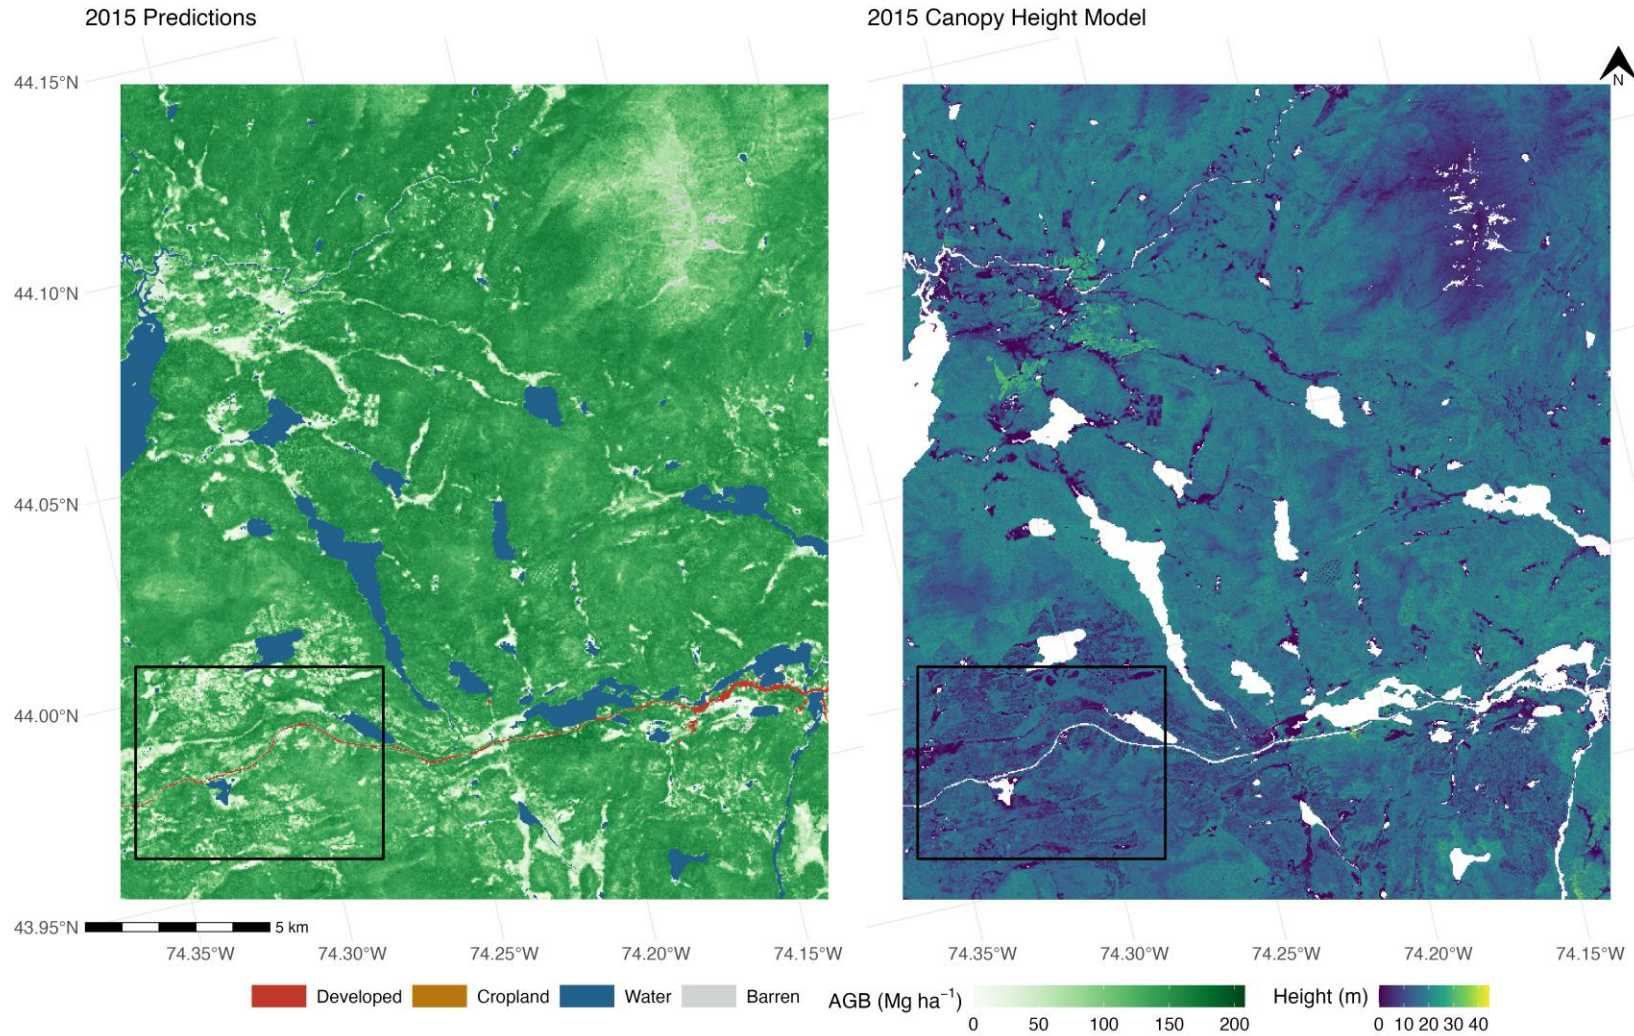 2015 Predictions
2015 Canopy Height Model
N
44.15°N
44.10°N
44.05°N
44.00°N
43.95°N
5 km
74.35°W 74.30°W 74.25°W 74.20°W 74.15°W
74.35°W 74.30°W 74.25°W 74.20°W 74.15°W
Developed Cropland Water Barren
AGB (Mg ha⁻¹)
0 50 100 150 200
Height (m)
0 10 20 30 40